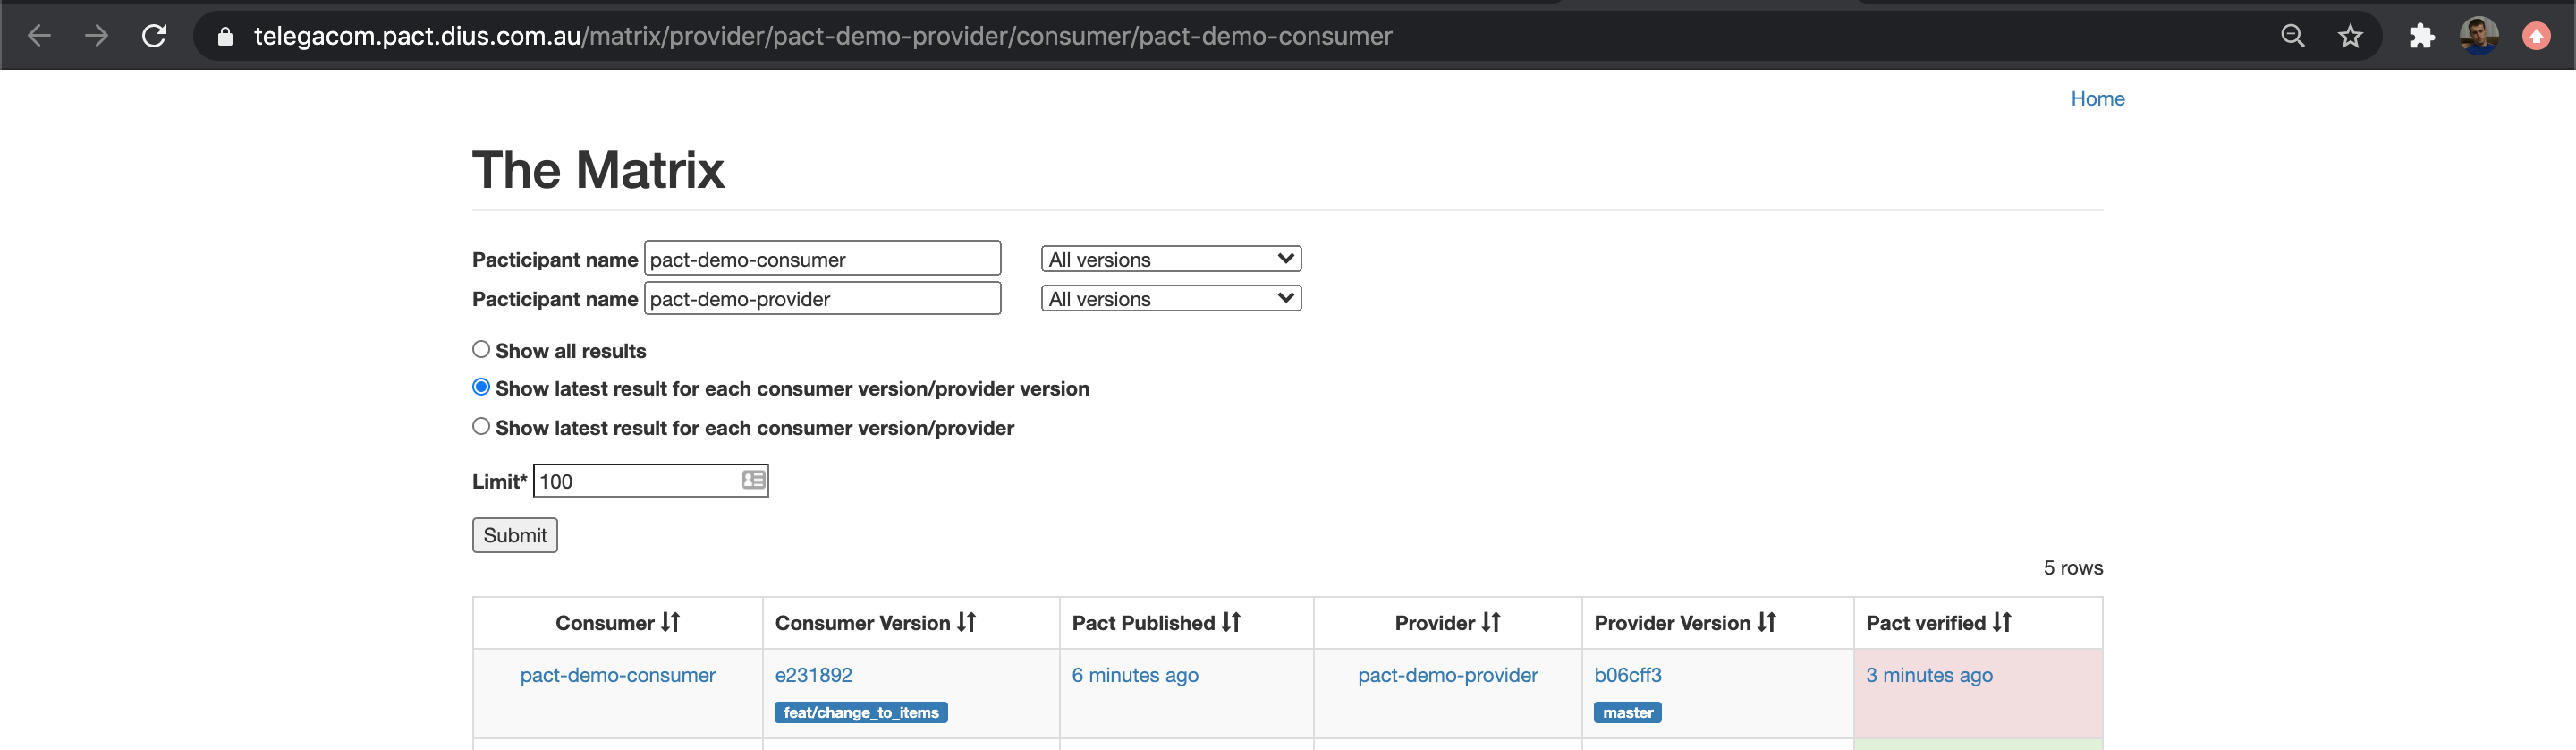 telegacom.pact.dius.com.au/matrix/provider/pact-demo-provider/consumer/pact-demo-consumer
Home
The Matrix
Pacticipant name pact-demo-consumer All versions
Pacticipant name pact-demo-provider All versions
Show all results
Show latest result for each consumer version/provider version
Show latest result for each consumer version/provider
Limit* 100
Submit
5 rows
Consumer Consumer Version Pact Published Provider Provider Version Pact verified
pact-demo-consumer e231892 6 minutes ago pact-demo-provider b06cff3 3 minutes ago
feat/change_to_items master